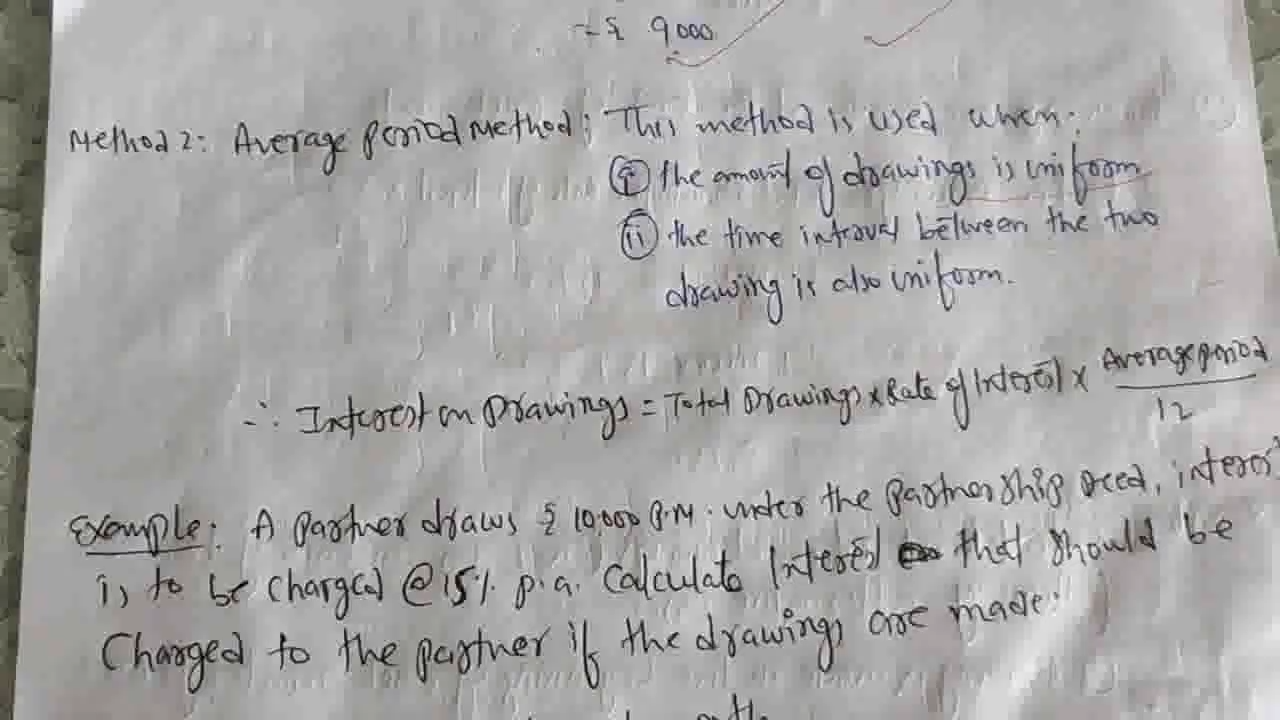 = ₹ 9000
Method 2: Average period Method: This method is used when:
(i) the amount of drawings is uniform
(ii) the time interval between the two
drawing is also uniform.
∴ Interest on Drawings = Total Drawings x Rate of Interest x Average period / 12
Example: A partner draws ₹ 10,000 P.M. under the partnership deed, interest
is to be charged @ 15% p.a. Calculate Interest that should be
Charged to the partner if the drawings are made: